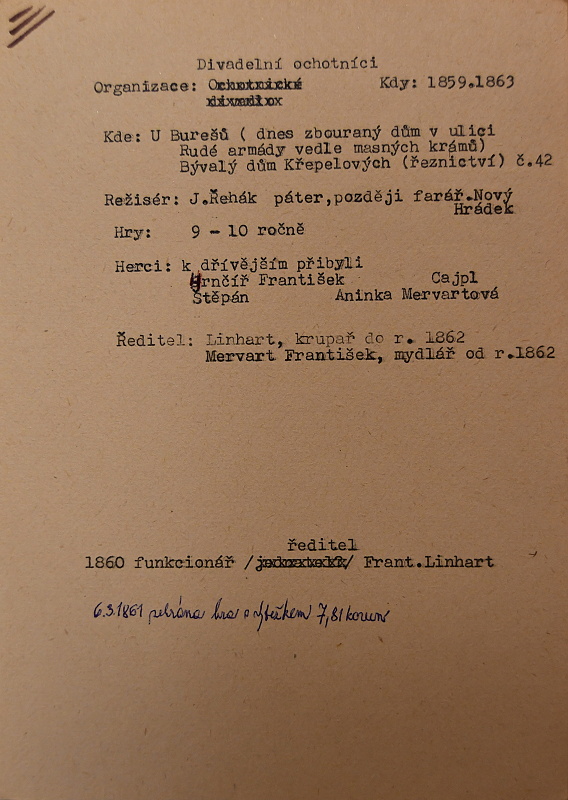 Divadelní ochotníci
Organizace: Ochotnické Kdy: 1859.1863
Kde: U Burešů ( dnes zbouraný dům v ulici
Rudé armády vedle masných krámů)
Bývalý dům Křepelových (řeznictví) č.42
Režisér: J.Řehák páter,později farář.Nový
Hrádek
Hry: 9 - 10 ročně
Herci: k dřívějším přibyli
Hrnčíř František Cajpl
Štěpán Aninka Mervartová
Ředitel: Linhart, krupař do r. 1862
Mervart František, mydlář od r.1862
ředitel
1860 funkcionář / / Frant.Linhart
6.3.1861 sehrána hra s výtěžkem 7,81 korun